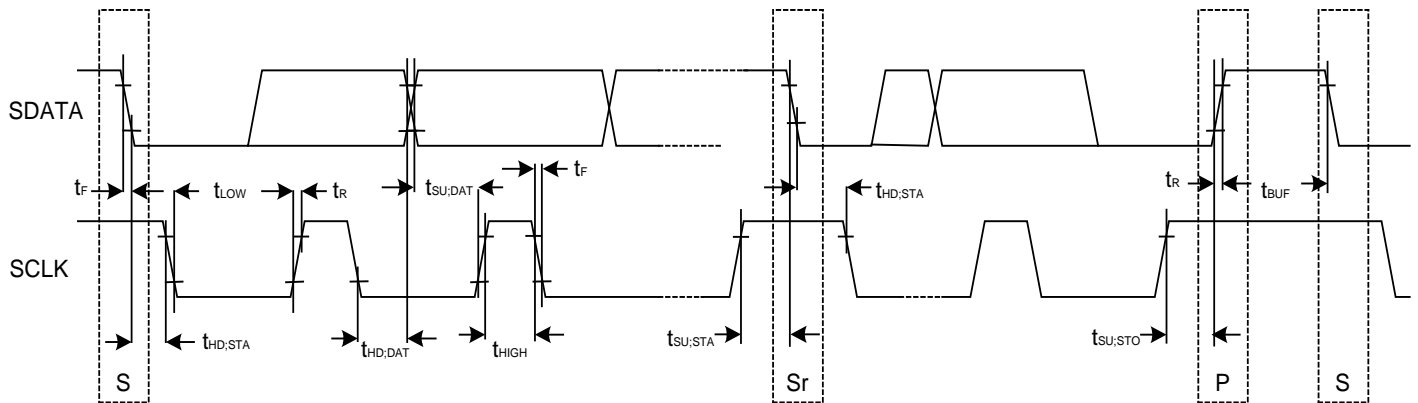 SDATA
tF
tLOW
tR
tSU;DAT
tF
tHD;STA
tR
tBUF
SCLK
tHD;STA
tHD;DAT
tHIGH
tSU;STA
tSU;STO
S
Sr
P
S